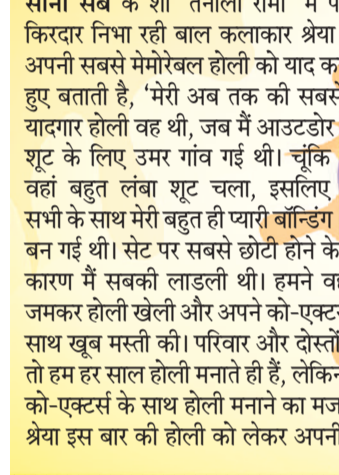 सोनी सब के शो 'तेनाली रामा' में
किरदार निभा रही बाल कलाकार श्रेया
अपनी सबसे मेमोरेबल होली को याद
हुए बताती है, ‘मेरी अब तक की सबसे
यादगार होली वह थी, जब मैं आउटडोर
शूट के लिए उमर गांव गई थी। चूंकि
वहां बहुत लंबा शूट चला, इसलिए
सभी के साथ मेरी बहुत ही प्यारी बॉन्डिंग
बन गई थी। सेट पर सबसे छोटी होने के
कारण मैं सबकी लाडली थी। हमने
जमकर होली खेली और अपने
साथ खूब मस्ती की। परिवार और दोस्तों
तो हम हर साल होली मनाते ही हैं, लेकिन
को-एक्टर्स के साथ होली मनाने का
श्रेया इस बार की होली को लेकर अपनी